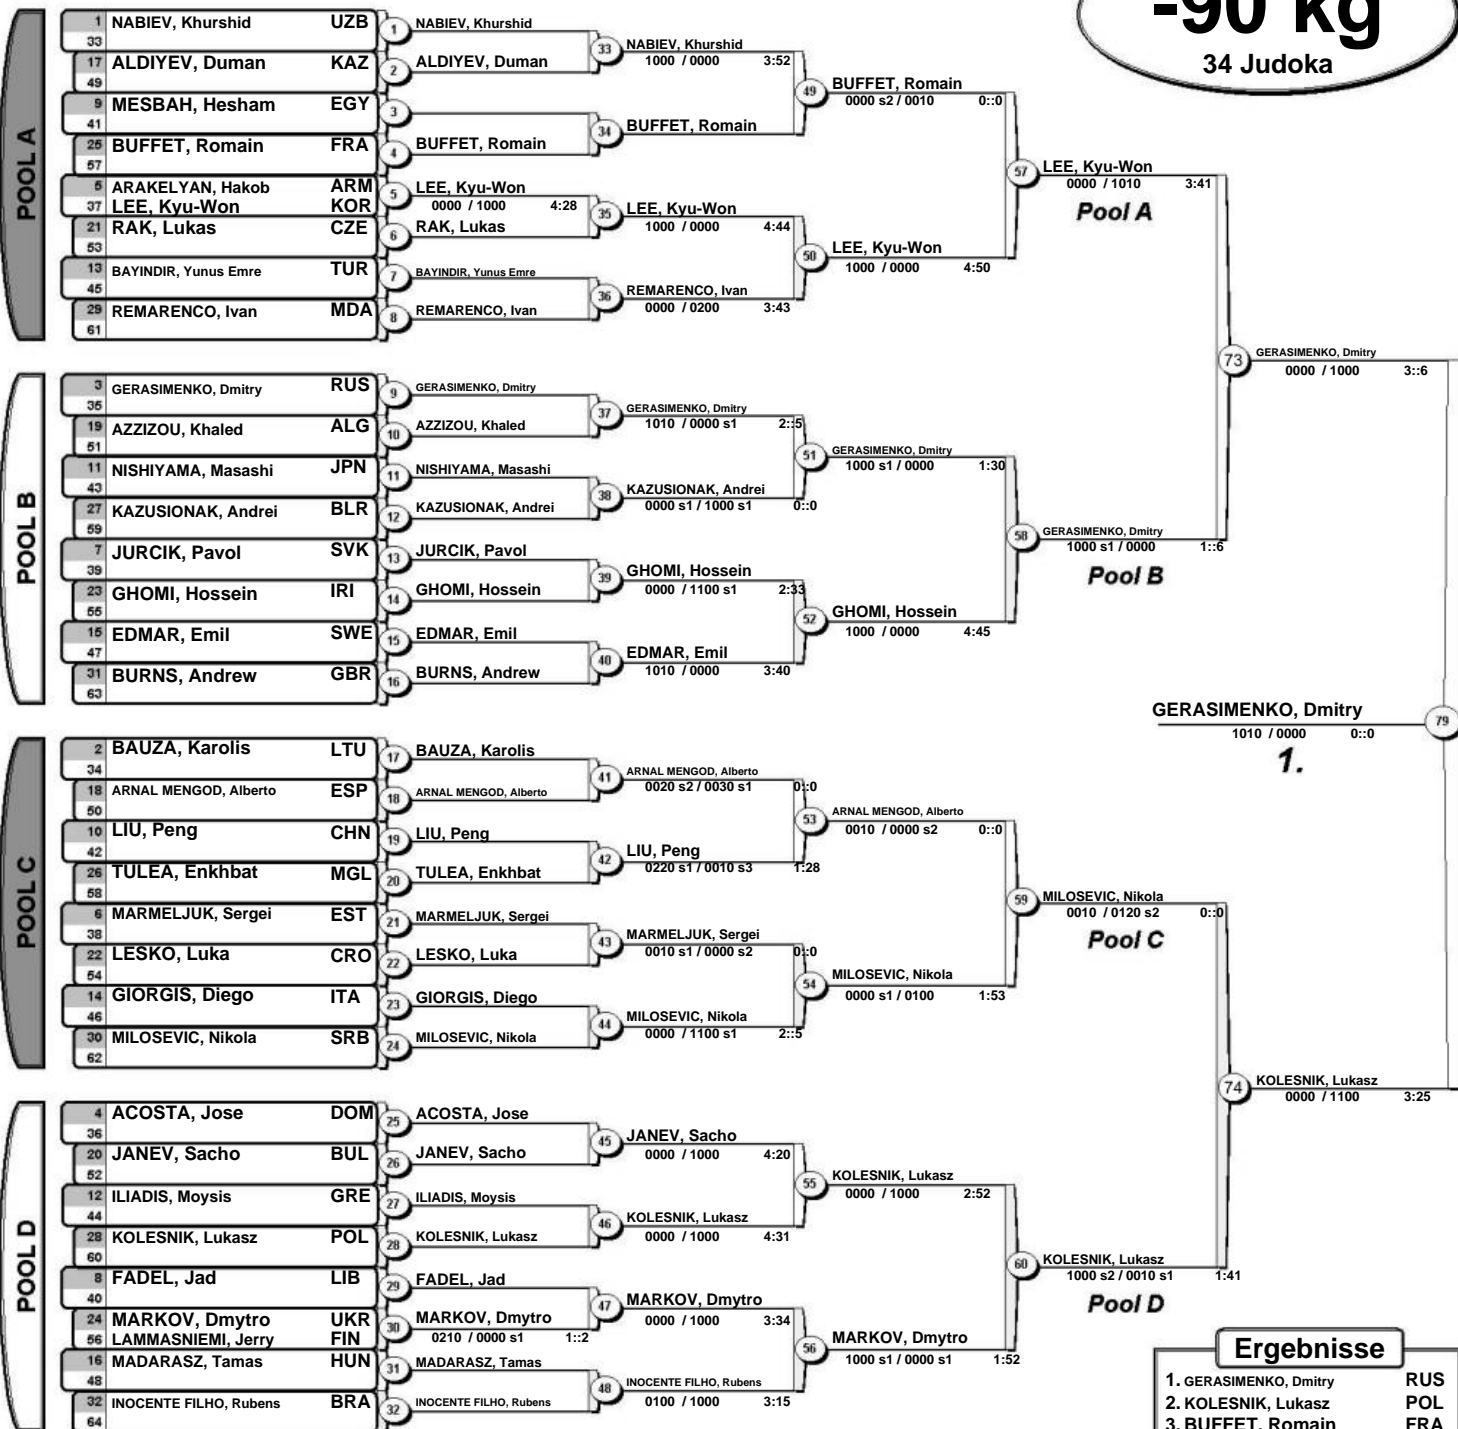 -90 kg
34 Judoka
POOL A
1 NABIEV, Khurshid UZB
33
17 ALDIYEV, Duman KAZ
49
9 MESBAH, Hesham EGY
41
25 BUFFET, Romain FRA
57
5 ARAKELYAN, Hakob ARM
37 LEE, Kyu-Won KOR
21 RAK, Lukas CZE
53
13 BAYINDIR, Yunus Emre TUR
45
29 REMARENCO, Ivan MDA
61
1 NABIEV, Khurshid
2 ALDIYEV, Duman
3
4 BUFFET, Romain
5 LEE, Kyu-Won
0000 / 1000 4:28
6 RAK, Lukas
7 BAYINDIR, Yunus Emre
8 REMARENCO, Ivan
33 NABIEV, Khurshid
1000 / 0000 3:52
34 BUFFET, Romain
35 LEE, Kyu-Won
1000 / 0000 4:44
36 REMARENCO, Ivan
0000 / 0200 3:43
49 BUFFET, Romain
0000 s2 / 0010 0::0
50 LEE, Kyu-Won
1000 / 0000 4:50
57 LEE, Kyu-Won
0000 / 1010 3:41
Pool A
POOL B
3 GERASIMENKO, Dmitry RUS
35
19 AZZIZOU, Khaled ALG
51
11 NISHIYAMA, Masashi JPN
43
27 KAZUSIONAK, Andrei BLR
59
7 JURCIK, Pavol SVK
39
23 GHOMI, Hossein IRI
55
15 EDMAR, Emil SWE
47
31 BURNS, Andrew GBR
63
9 GERASIMENKO, Dmitry
10 AZZIZOU, Khaled
11 NISHIYAMA, Masashi
12 KAZUSIONAK, Andrei
13 JURCIK, Pavol
14 GHOMI, Hossein
15 EDMAR, Emil
16 BURNS, Andrew
37 GERASIMENKO, Dmitry
1010 / 0000 s1 2::5
38 KAZUSIONAK, Andrei
0000 s1 / 1000 s1 0::0
39 GHOMI, Hossein
0000 / 1100 s1 2:33
40 EDMAR, Emil
1010 / 0000 3:40
51 GERASIMENKO, Dmitry
1000 s1 / 0000 1:30
52 GHOMI, Hossein
1000 / 0000 4:45
58 GERASIMENKO, Dmitry
1000 s1 / 0000 1::6
Pool B
73 GERASIMENKO, Dmitry
0000 / 1000 3::6
GERASIMENKO, Dmitry 79
1010 / 0000 0::0
1.
POOL C
2 BAUZA, Karolis LTU
34
18 ARNAL MENGOD, Alberto ESP
50
10 LIU, Peng CHN
42
26 TULEA, Enkhbat MGL
58
6 MARMELJUK, Sergei EST
38
22 LESKO, Luka CRO
54
14 GIORGIS, Diego ITA
46
30 MILOSEVIC, Nikola SRB
62
17 BAUZA, Karolis
18 ARNAL MENGOD, Alberto
19 LIU, Peng
20 TULEA, Enkhbat
21 MARMELJUK, Sergei
22 LESKO, Luka
23 GIORGIS, Diego
24 MILOSEVIC, Nikola
41 ARNAL MENGOD, Alberto
0020 s2 / 0030 s1 0::0
42 LIU, Peng
0220 s1 / 0010 s3 1:28
43 MARMELJUK, Sergei
0010 s1 / 0000 s2 0::0
44 MILOSEVIC, Nikola
0000 / 1100 s1 2::5
53 ARNAL MENGOD, Alberto
0010 / 0000 s2 0::0
54 MILOSEVIC, Nikola
0000 s1 / 0100 1:53
59 MILOSEVIC, Nikola
0010 / 0120 s2 0::0
Pool C
74 KOLESNIK, Lukasz
0000 / 1100 3:25
POOL D
4 ACOSTA, Jose DOM
36
20 JANEV, Sacho BUL
52
12 ILIADIS, Moysis GRE
44
28 KOLESNIK, Lukasz POL
60
8 FADEL, Jad LIB
40
24 MARKOV, Dmytro UKR
56 LAMMASNIEMI, Jerry FIN
16 MADARASZ, Tamas HUN
48
32 INOCENTE FILHO, Rubens BRA
64
25 ACOSTA, Jose
26 JANEV, Sacho
27 ILIADIS, Moysis
28 KOLESNIK, Lukasz
29 FADEL, Jad
30 MARKOV, Dmytro
0210 / 0000 s1 1::2
31 MADARASZ, Tamas
32 INOCENTE FILHO, Rubens
45 JANEV, Sacho
0000 / 1000 4:20
46 KOLESNIK, Lukasz
0000 / 1000 4:31
47 MARKOV, Dmytro
0000 / 1000 3:34
48 INOCENTE FILHO, Rubens
0100 / 1000 3:15
55 KOLESNIK, Lukasz
0000 / 1000 2:52
56 MARKOV, Dmytro
1000 s1 / 0000 s1 1:52
60 KOLESNIK, Lukasz
1000 s2 / 0010 s1 1:41
Pool D
Ergebnisse
1. GERASIMENKO, Dmitry RUS
2. KOLESNIK, Lukasz POL
3. BUFFET, Romain FRA